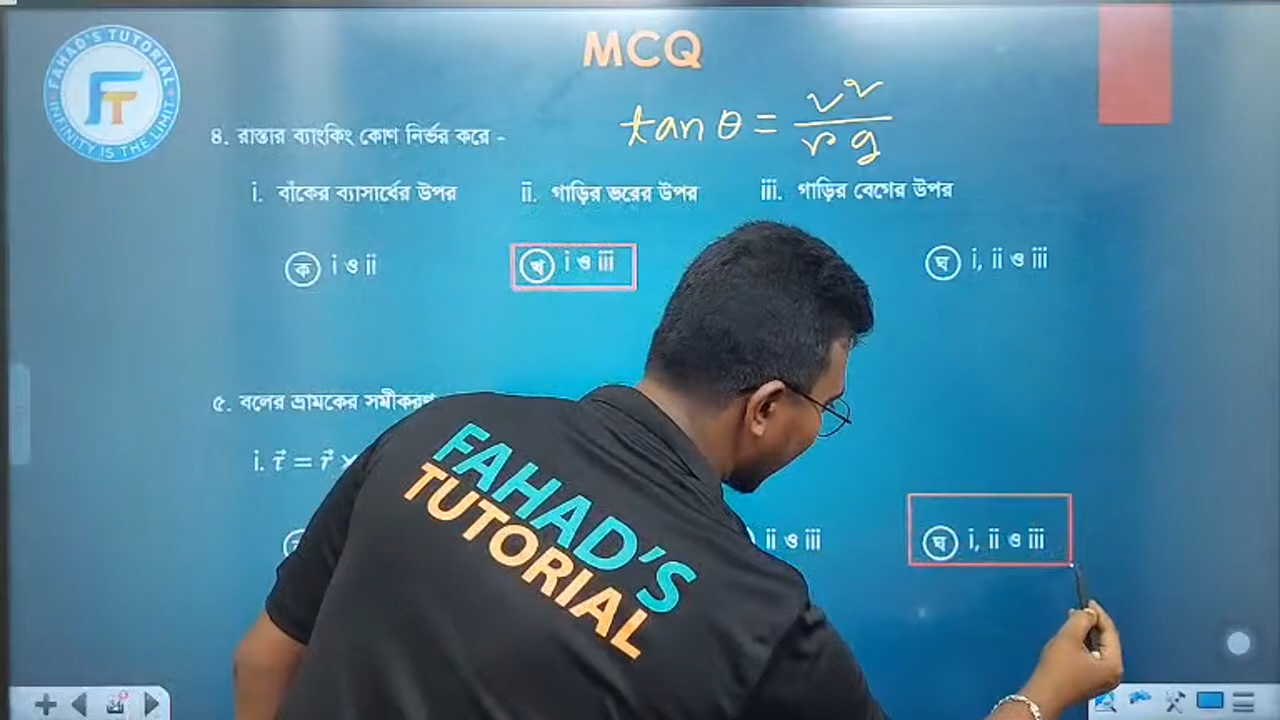 FAHAD'S TUTORIAL
INFINITY IS THE LIMIT
FT
MCQ
tan θ = v² / r g
৪. রাস্তার ব্যাংকিং কোণ নির্ভর করে -
i. বাঁকের ব্যাসার্ধের উপর ii. গাড়ির ভরের উপর iii. গাড়ির বেগের উপর
ক i ও ii খ i ও iii ঘ i, ii ও iii
৫. বলের ভ্রামকের সমীকরণ
i. τ⃗ = r⃗ ×
ii ও iii ঘ i, ii ও iii
FAHAD'S
TUTORIAL